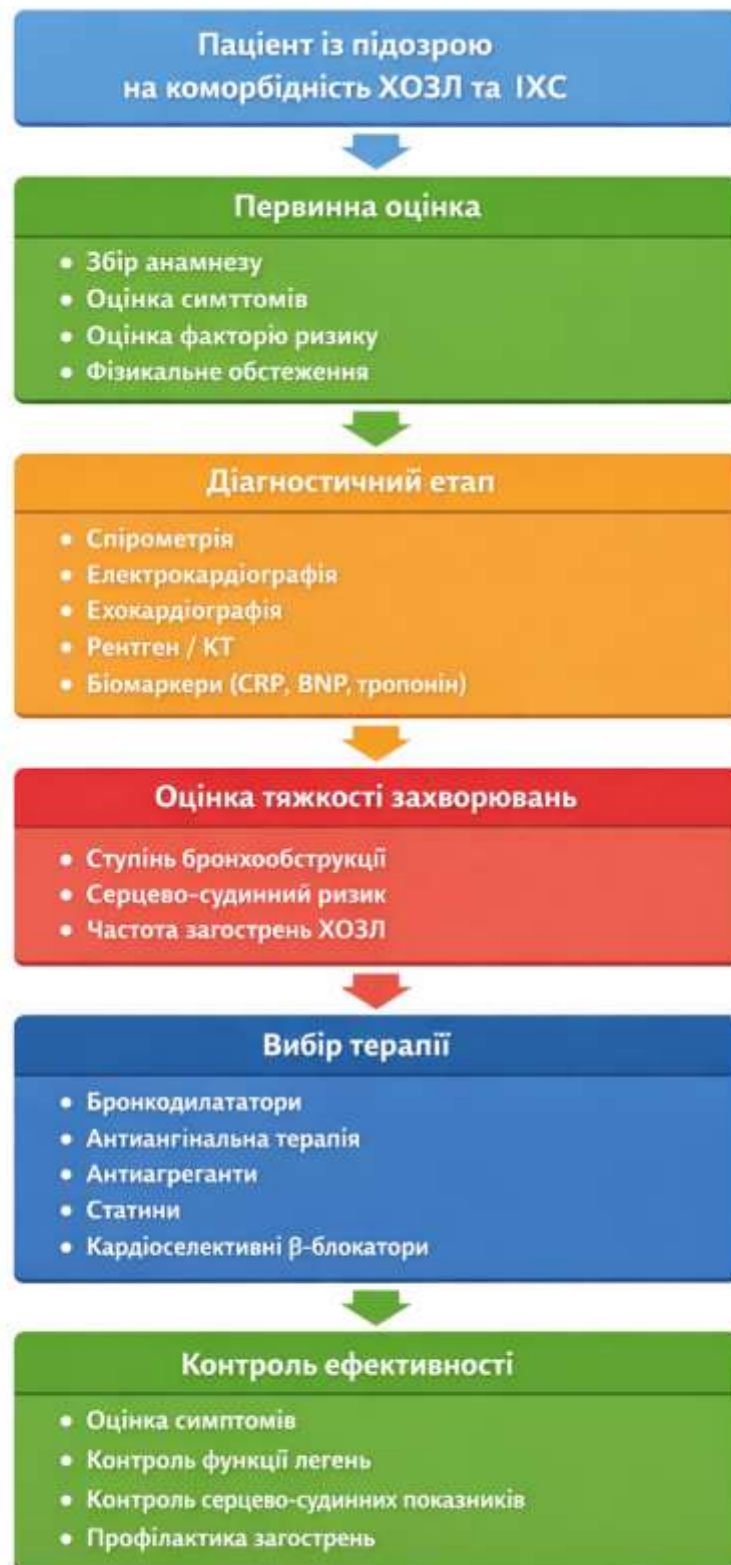 Пацієнт із підозрою
на коморбідність ХОЗЛ та ІХС
Первинна оцінка
• Збір анамнезу
• Оцінка симттомів
• Оцінка факторію ризику
• Фізикальне обстеження
Діагностичний етап
• Спірометрія
• Електрокардіографія
• Ехокардіографія
• Рентген / КТ
• Біомаркери (CRP, BNP, тропонін)
Оцінка тяжкості захворювань
• Ступінь бронхообструкції
• Серцево-судинний ризик
• Частота загострень ХОЗЛ
Вибір терапії
• Бронкодилататори
• Антиангінальна терапія
• Антиагреганти
• Статини
• Кардіоселективні β-блокатори
Контроль ефективності
• Оцінка симптомів
• Контроль функції легень
• Контроль серцево-судинних показників
• Профілактика загострень